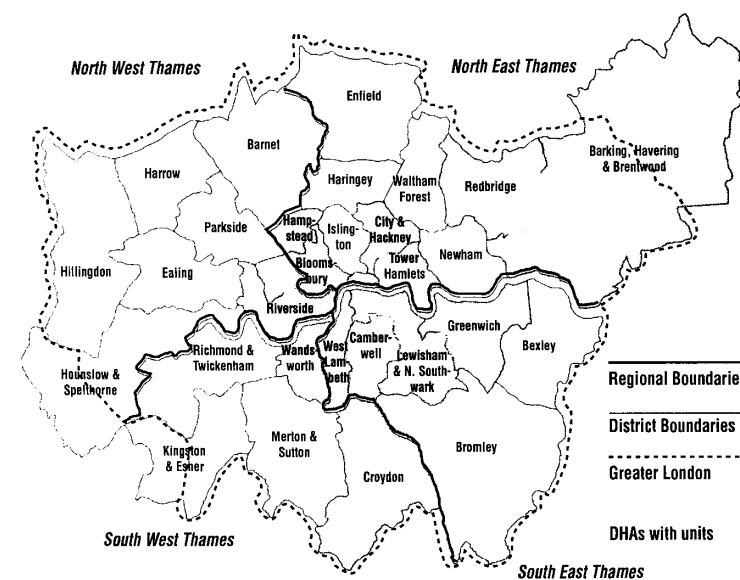 North West Thames
North East Thames
Enfield
Barnet
Barking, Havering
& Brentwood
Harrow
Haringey
Waltham
Forest
Redbridge
Parkside
Hamp-
stead
Isling-
ton
City &
Hackney
Newham
Hillingdon
Ealing
Blooms-
bury
Tower
Hamlets
Riverside
Greenwich
Bexley
Richmond &
Twickenham
Wands-
worth
West
Lam-
beth
Camber-
well
Lewisham
& N. South-
wark
Hounslow &
Spelthorne
Regional Boundarie
District Boundaries
Merton &
Sutton
Bromley
Kingston
& Esher
Croydon
Greater London
DHAs with units
South West Thames
South East Thames